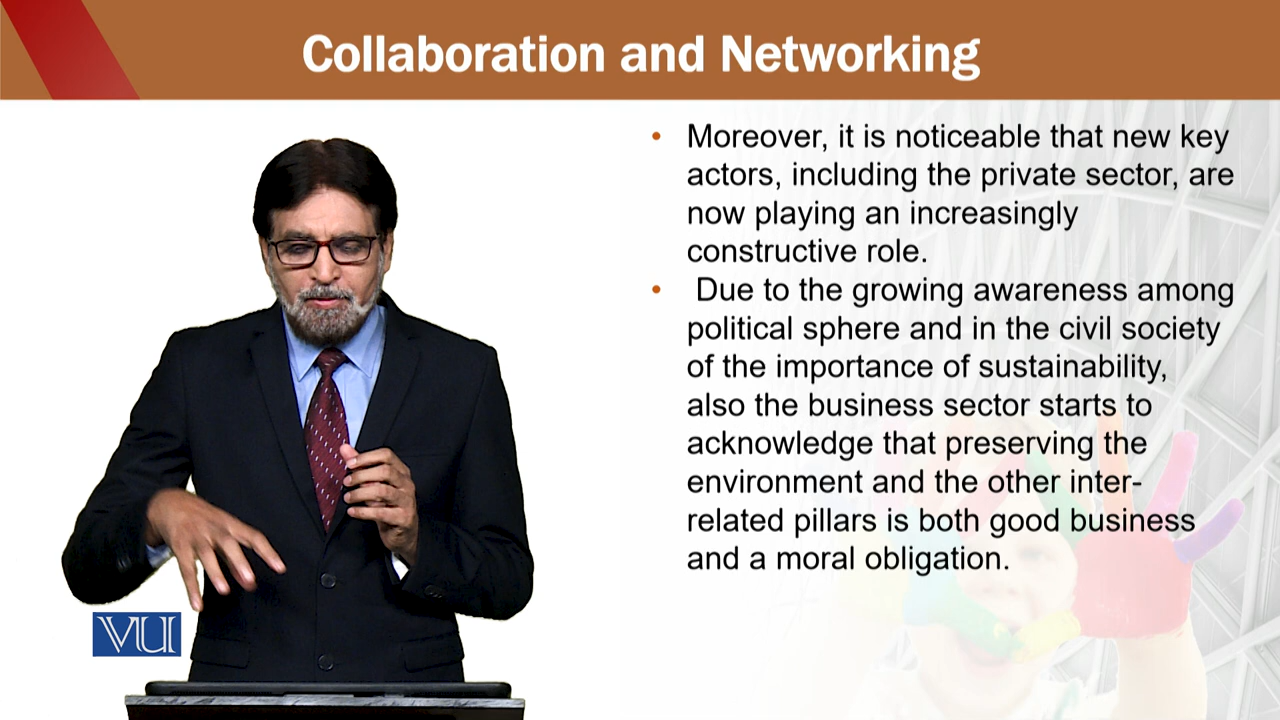 Collaboration and Networking
• Moreover, it is noticeable that new key
actors, including the private sector, are
now playing an increasingly
constructive role.
• Due to the growing awareness among
political sphere and in the civil society
of the importance of sustainability,
also the business sector starts to
acknowledge that preserving the
environment and the other inter-
related pillars is both good business
and a moral obligation.
VU